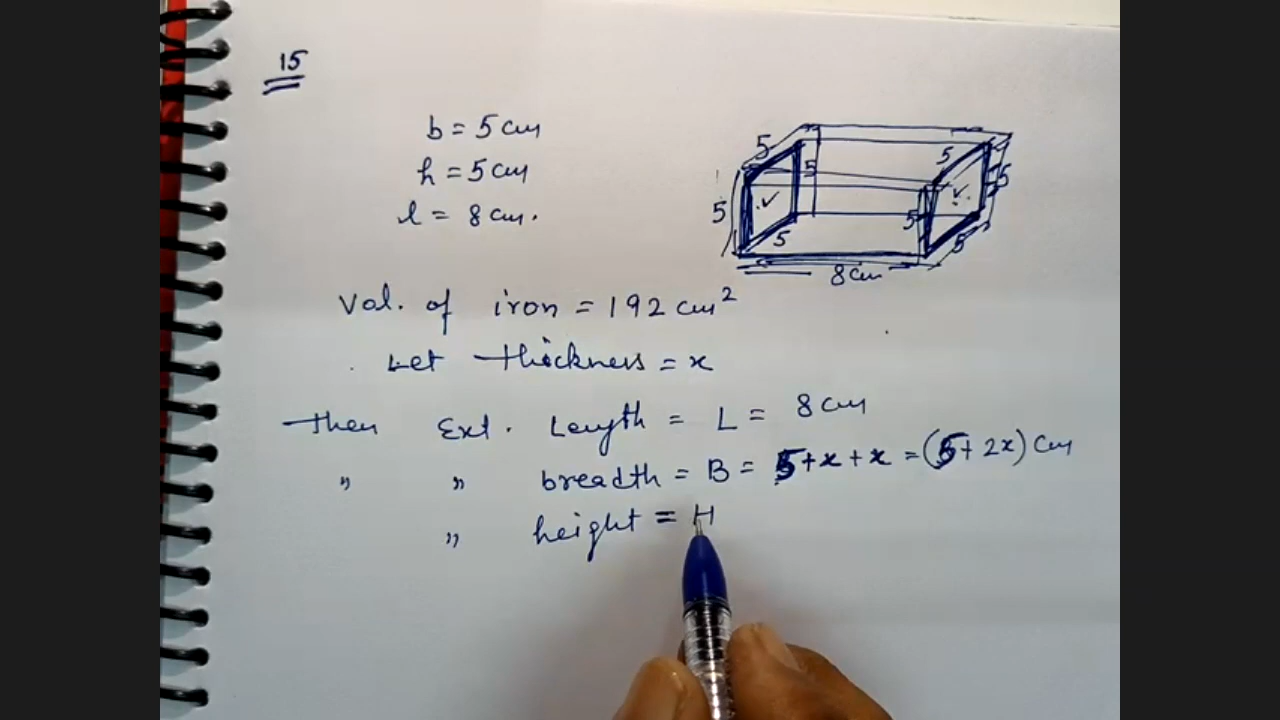 15
b = 5 cm
h = 5 cm
l = 8 cm.
5 5 5 5 5 5 5 5
8 cm
Vol. of iron = 192 cm²
Let thickness = x
Then Ext. Length = L = 8 cm
" " breadth = B = 5 + x + x = (5 + 2x) cm
" height = H